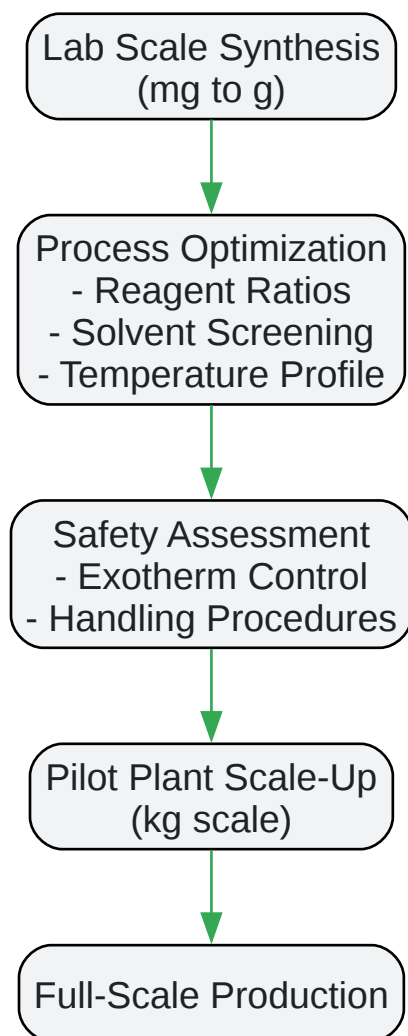 Lab Scale Synthesis
(mg to g)
Process Optimization
- Reagent Ratios
- Solvent Screening
- Temperature Profile
Safety Assessment
- Exotherm Control
- Handling Procedures
Pilot Plant Scale-Up
(kg scale)
Full-Scale Production